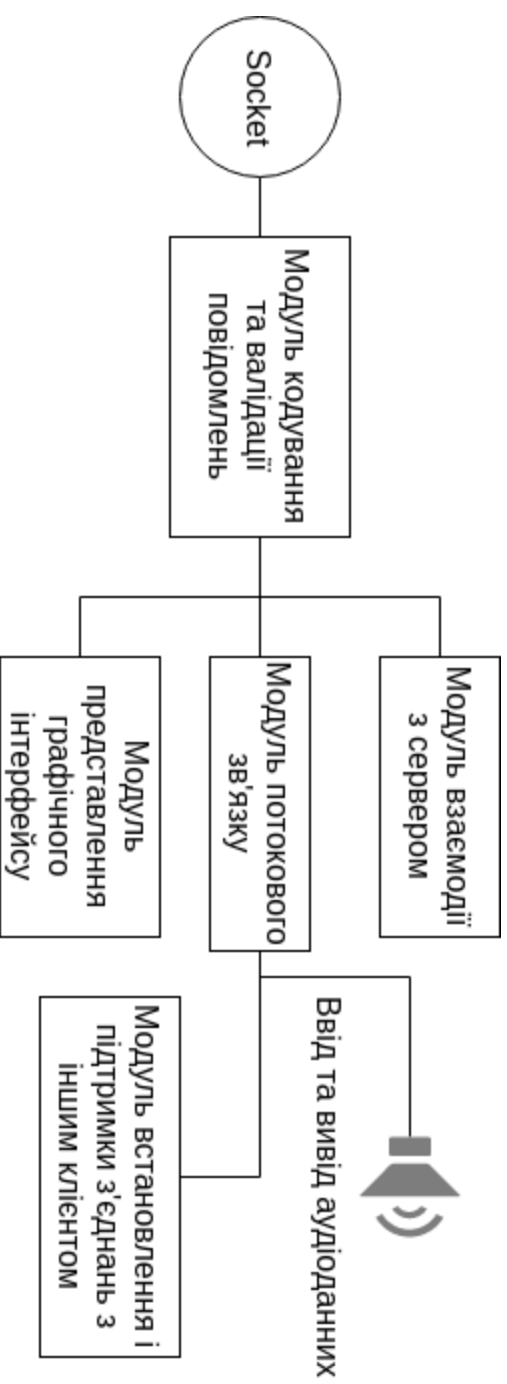 Socket
Модуль кодування
та валідації
повідомлень
Модуль взаємодії
з сервером
Модуль потокового
зв'язку
Модуль
представлення
графічного
інтерфейсу
Ввід та вивід аудіоданних
Модуль встановлення і
підтримки з'єднань з
іншим клієнтом